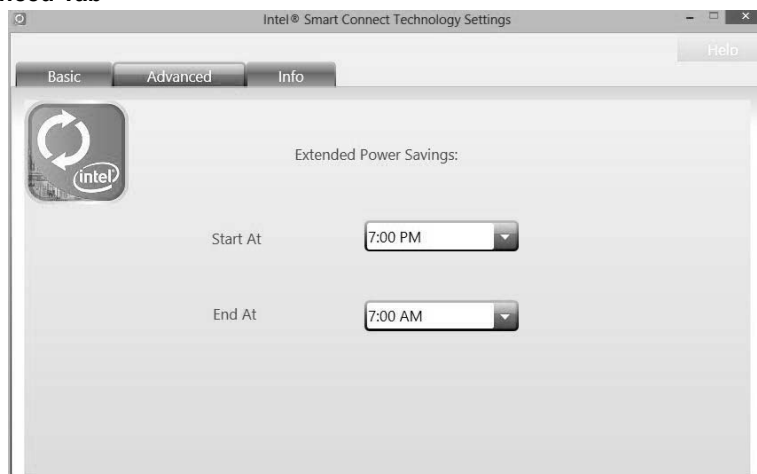 Intel® Smart Connect Technology Settings
Help
Basic Advanced Info
intel
Extended Power Savings:
Start At 7:00 PM
End At 7:00 AM